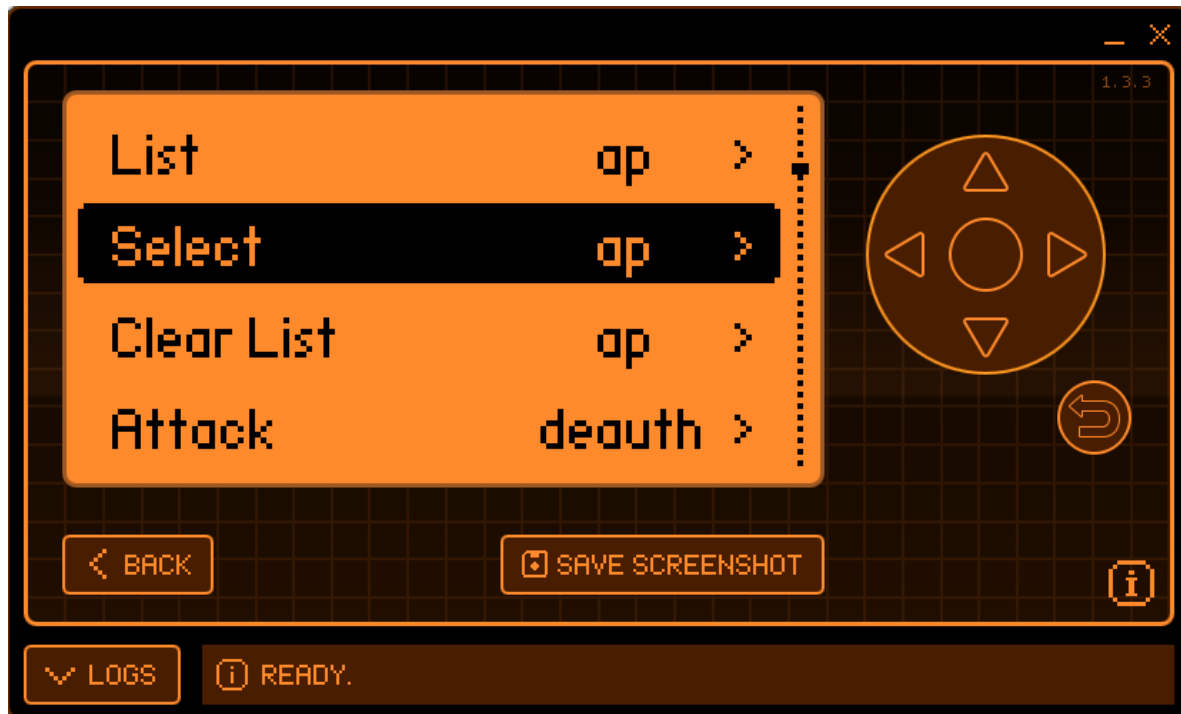 1.3.3
List ap >
Select ap >
Clear List ap >
Attack deauth >
BACK
SAVE SCREENSHOT
LOGS
READY.